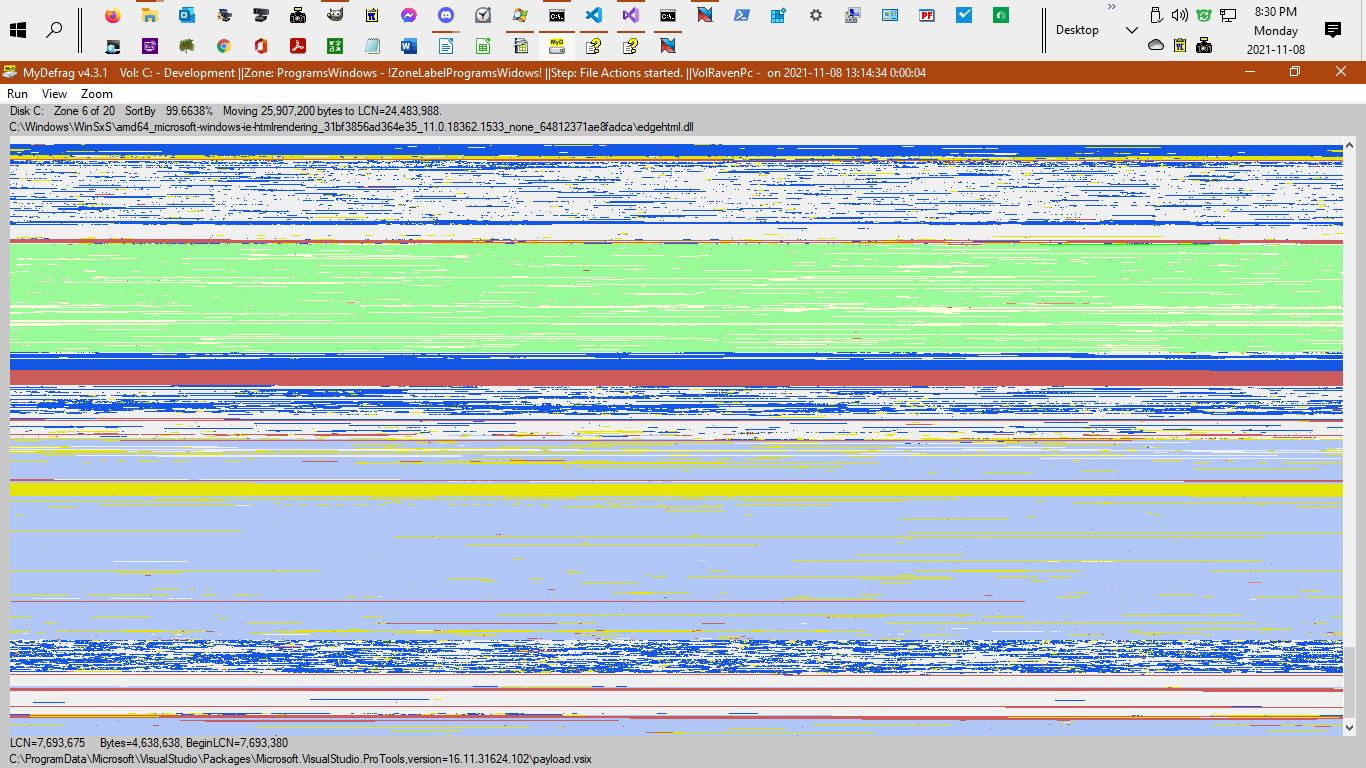 8:30 PM
Desktop
Monday
2021-11-08
MyDefrag v4.3.1 Vol: C: - Development ||Zone: ProgramsWindows - !ZoneLabelProgramsWidows! ||Step: File Actions started. ||VolRavenPc - on 2021-11-08 13:14:34 0:00:04
Run View Zoom
Disk C: Zone 6 of 20 SortBy 99.6638% Moving 25,907,200 bytes to LCN=24,483,988.
C:\Windows\WinSxS\amd64_microsoft-windows-ie-htmlrendering_31bf3856ad364e35_11.0.18362.1533_none_64812371ae8fadca\edgehtml.dll
LCN=7,693,675 Bytes=4,638,638, BeginLCN=7,693,380
C:\ProgramData\Microsoft\VisualStudio\Packages\Microsoft.VisualStudio.ProTools,version=16.11.31624.102\payload.vsix